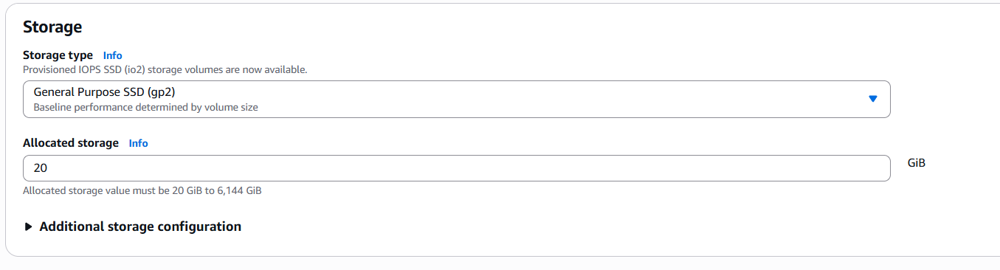 Storage
Storage type Info
Provisioned IOPS SSD (io2) storage volumes are now available.
General Purpose SSD (gp2)
Baseline performance determined by volume size
Allocated storage Info
20
GiB
Allocated storage value must be 20 GiB to 6,144 GiB
Additional storage configuration